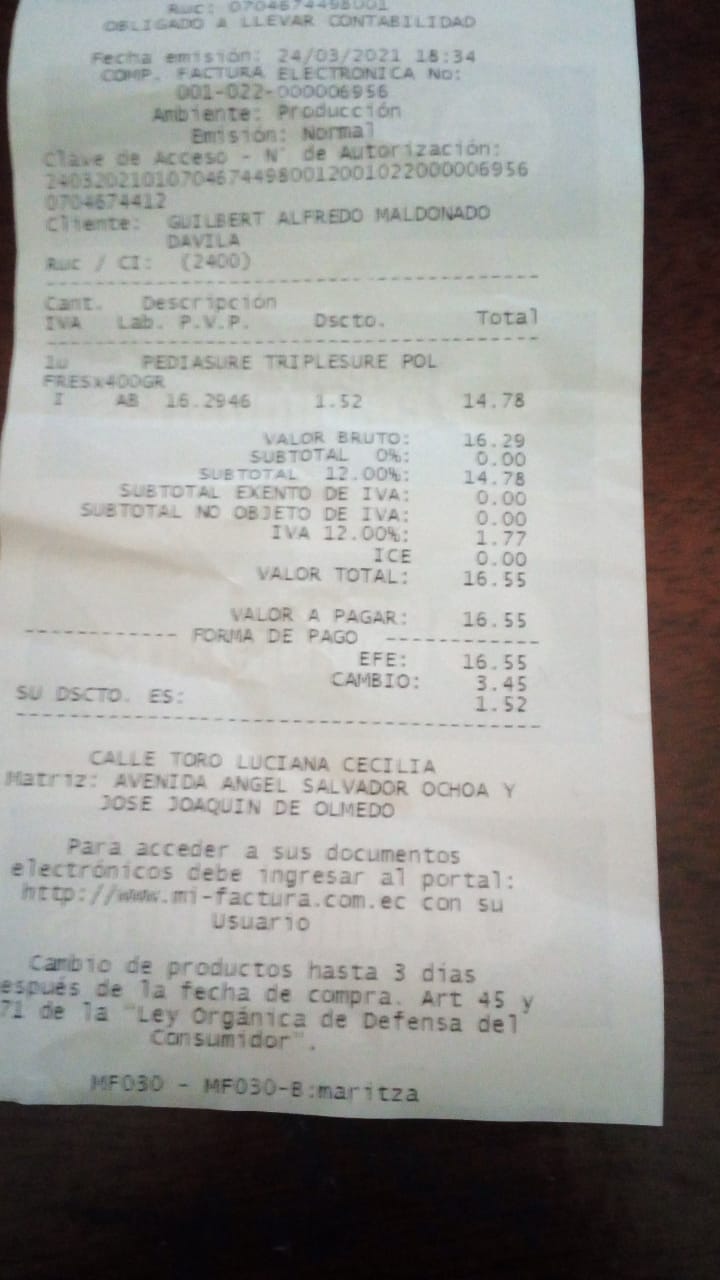 Ruc: 0704674498001
OBLIGADO A LLEVAR CONTABILIDAD
Fecha emisión: 24/03/2021 18:34
COMP. FACTURA ELECTRONICA No:
001-022-000006956
Ambiente: Producción
Emisión: Normal
Clave de Acceso - N° de Autorización:
240320210107046744980012001022000006956
0704674412
Cliente: GUILBERT ALFREDO MALDONADO
DAVILA
Ruc / CI: (2400)
Cant. Descripción
IVA Lab. P.V.P. Dscto. Total
1u PEDIASURE TRIPLESURE POL
FRESx400GR
I AB 16.2946 1.52 14.78
VALOR BRUTO: 16.29
SUBTOTAL 0%: 0.00
SUBTOTAL 12.00%: 14.78
SUBTOTAL EXENTO DE IVA: 0.00
SUBTOTAL NO OBJETO DE IVA: 0.00
IVA 12.00%: 1.77
ICE 0.00
VALOR TOTAL: 16.55
VALOR A PAGAR: 16.55
------------ FORMA DE PAGO ------------
EFE: 16.55
CAMBIO: 3.45
SU DSCTO. ES: 1.52
CALLE TORO LUCIANA CECILIA
Matriz: AVENIDA ANGEL SALVADOR OCHOA Y
JOSE JOAQUIN DE OLMEDO
Para acceder a sus documentos
electrónicos debe ingresar al portal:
http://www.mi-factura.com.ec con su
Usuario
Cambio de productos hasta 3 días
espués de la fecha de compra. Art 45 y
71 de la "Ley Orgánica de Defensa del
Consumidor".
MF030 - MF030-B:maritza